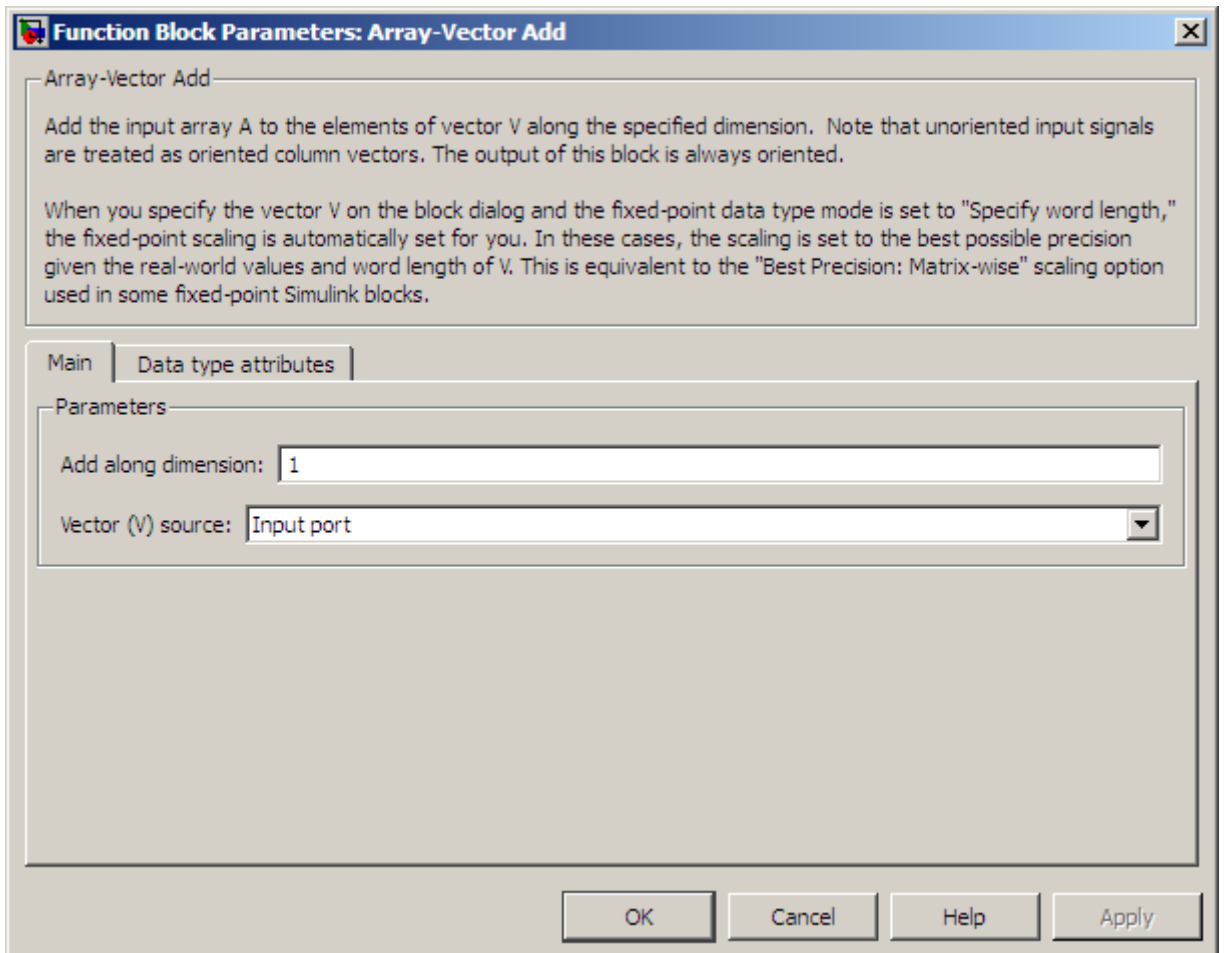 Function Block Parameters: Array-Vector Add
Array-Vector Add
Add the input array A to the elements of vector V along the specified dimension.  Note that unoriented input signals
are treated as oriented column vectors. The output of this block is always oriented.
When you specify the vector V on the block dialog and the fixed-point data type mode is set to "Specify word length,"
the fixed-point scaling is automatically set for you. In these cases, the scaling is set to the best possible precision
given the real-world values and word length of V. This is equivalent to the "Best Precision: Matrix-wise" scaling option
used in some fixed-point Simulink blocks.
Main Data type attributes
Parameters
Add along dimension: 1
Vector (V) source: Input port
OK Cancel Help Apply